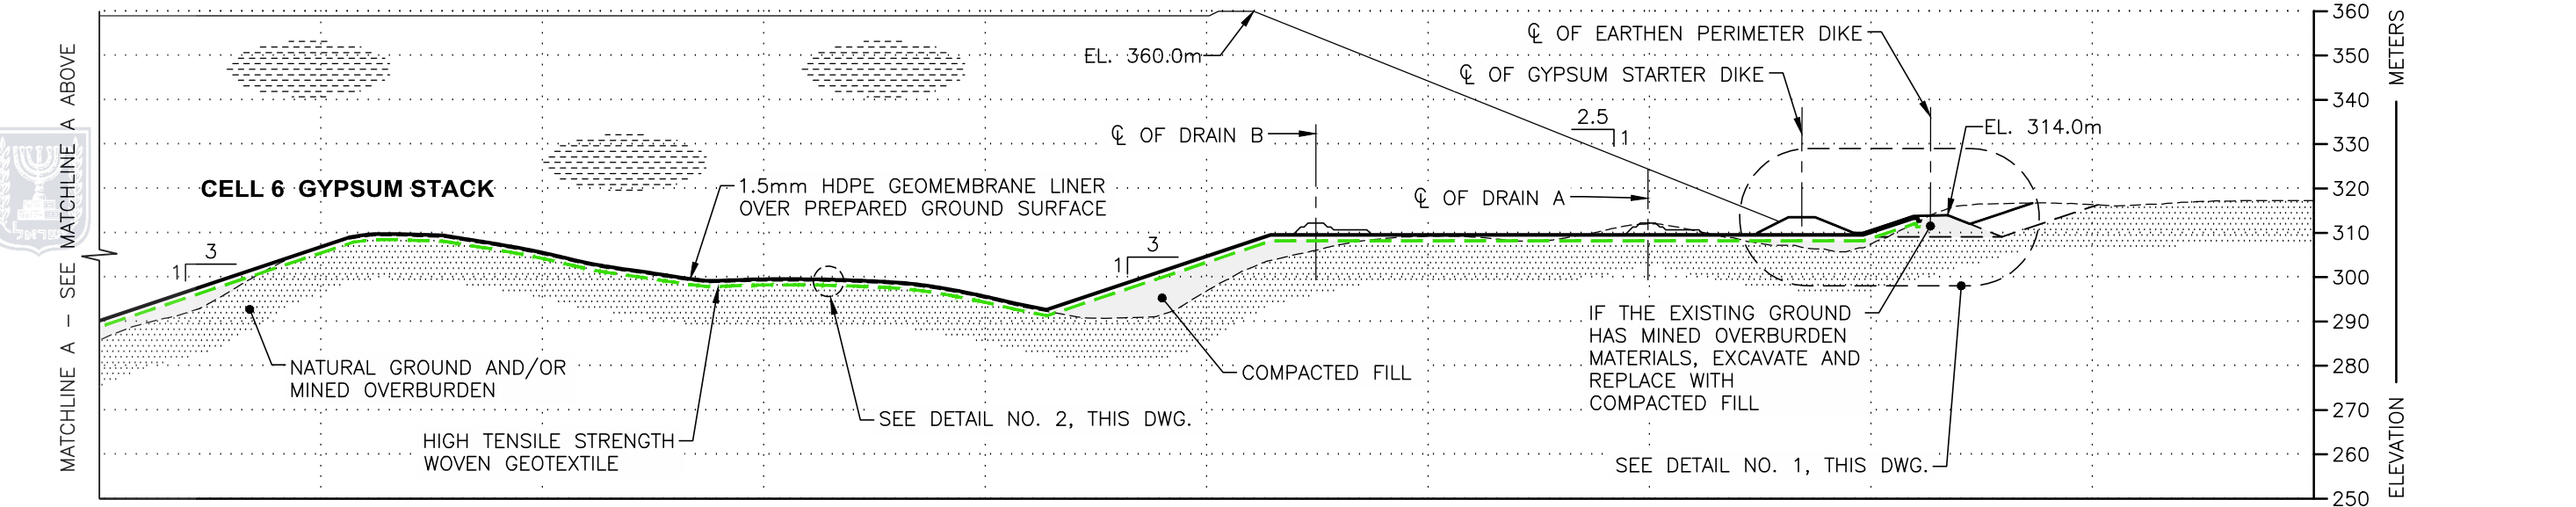 MATCHLINE A – SEE MATCHLINE A ABOVE
ישראל
CELL 6 GYPSUM STACK
EL. 360.0m
℄ OF EARTHEN PERIMETER DIKE
℄ OF GYPSUM STARTER DIKE
2.5
1
℄ OF DRAIN B
EL. 314.0m
1.5mm HDPE GEOMEMBRANE LINER
OVER PREPARED GROUND SURFACE
℄ OF DRAIN A
3
1
3
1
NATURAL GROUND AND/OR
MINED OVERBURDEN
HIGH TENSILE STRENGTH
WOVEN GEOTEXTILE
SEE DETAIL NO. 2, THIS DWG.
COMPACTED FILL
IF THE EXISTING GROUND
HAS MINED OVERBURDEN
MATERIALS, EXCAVATE AND
REPLACE WITH
COMPACTED FILL
SEE DETAIL NO. 1, THIS DWG.
360
350
340
330
320
310
300
290
280
270
260
250
ELEVATION
METERS